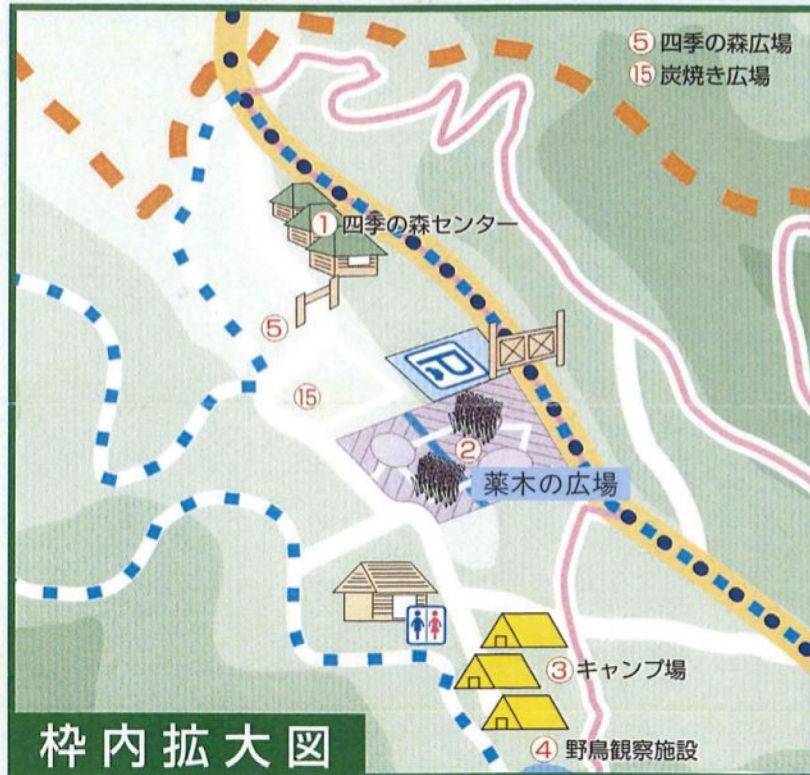 ⑤ 四季の森広場
⑮ 炭焼き広場
① 四季の森センター
⑤
P
⑮
②
薬木の広場
③ キャンプ場
④ 野鳥観察施設
枠内拡大図